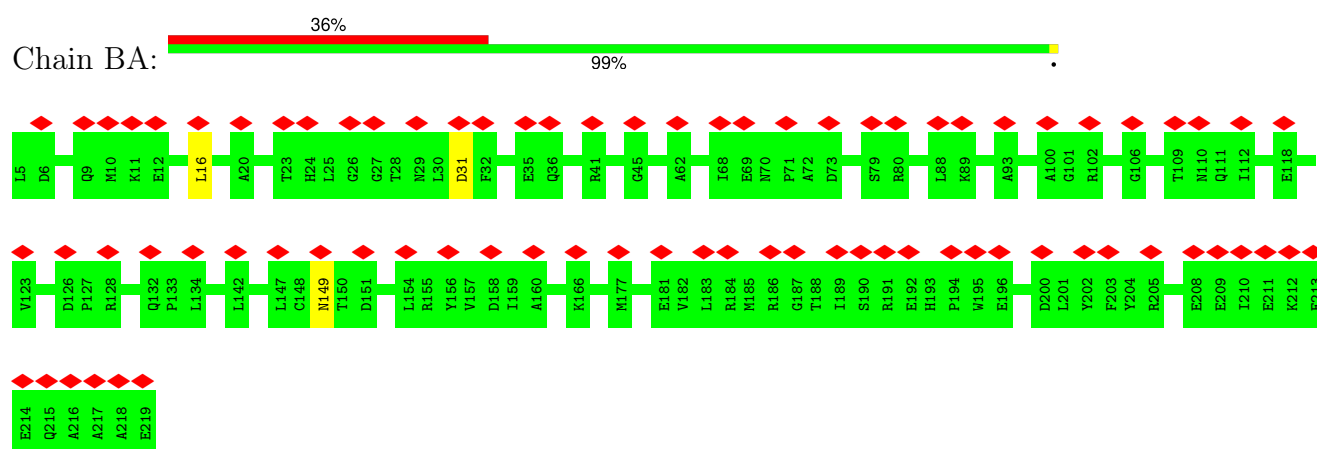 36%
Chain BA:
99%
.
L5 D6 Q9 M10 K11 E12 L16 A20 T23 H24 L25 G26 G27 T28 N29 L30 D31 F32 E35 Q36 R41 G45 A62 I68 E69 N70 P71 A72 D73 S79 R80 L88 K89 A93 A100 G101 R102 G106 T109 N110 Q111 I112 E118
V123 D126 P127 R128 Q132 P133 L134 L142 L147 C148 N149 T150 D151 L154 R155 Y156 V157 D158 I159 A160 K166 M177 E181 V182 L183 R184 M185 R186 G187 T188 I189 S190 R191 E192 H193 P194 W195 E196 D200 L201 Y202 F203 Y204 R205 E208 E209 I210 E211 K212
E214 Q215 A216 A217 A218 E219